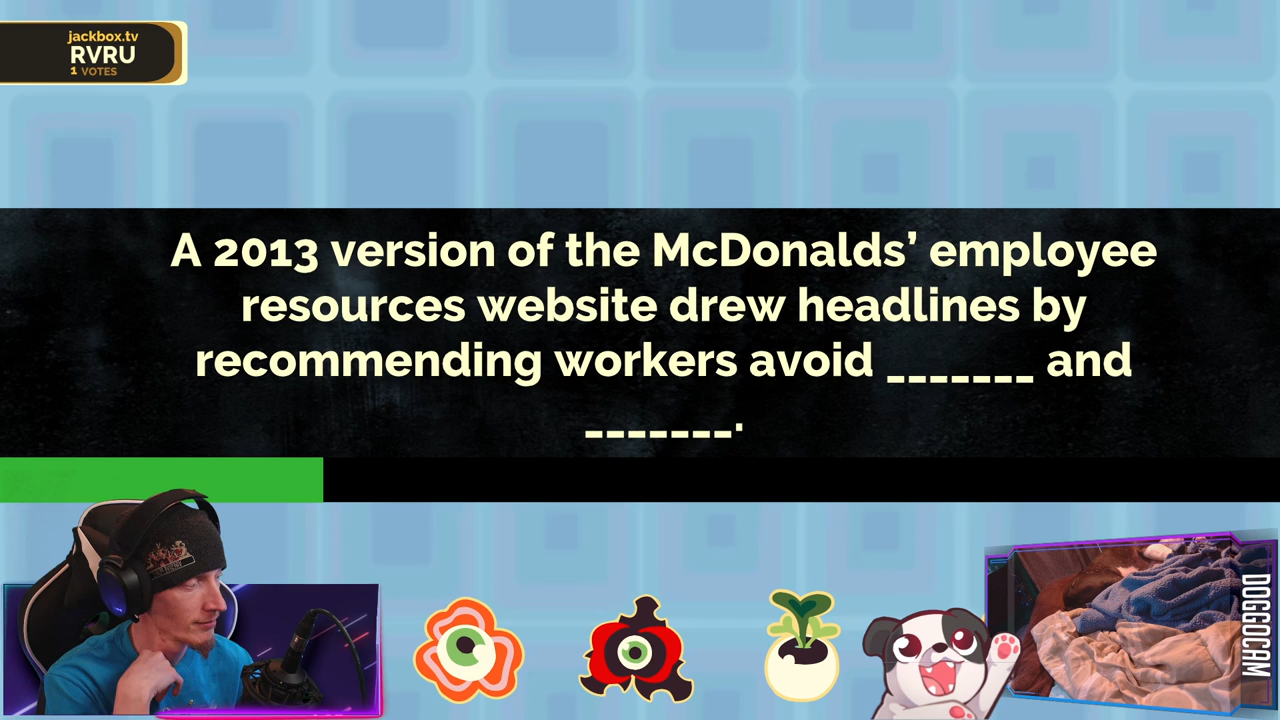 jackbox.tv
RVRU
1 VOTES
A 2013 version of the McDonalds’ employee
resources website drew headlines by
recommending workers avoid _______ and
_______.
DOGGOCAM